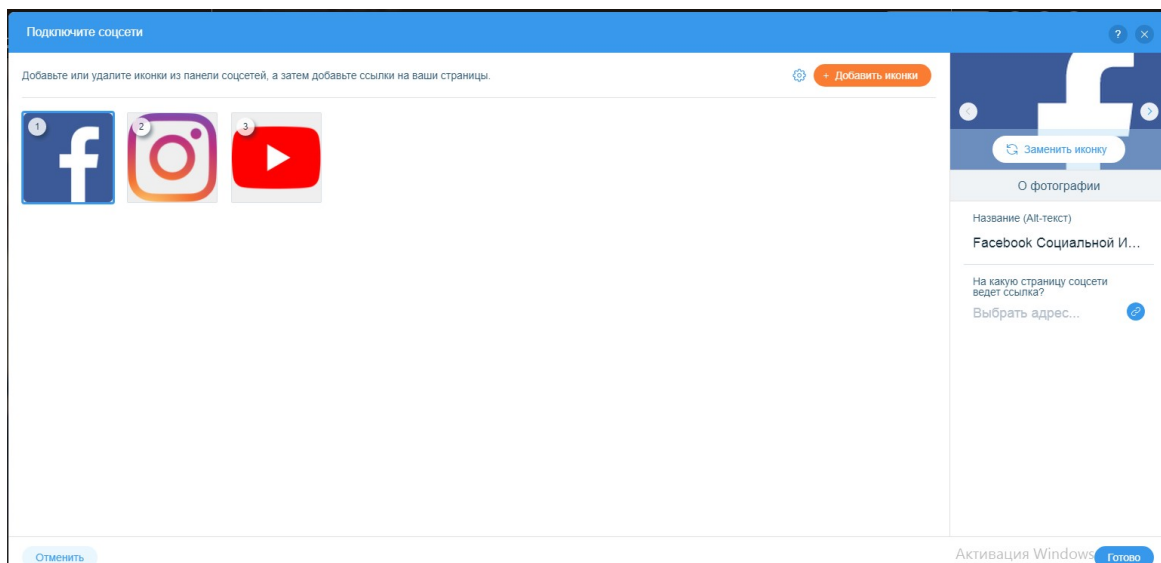 Подключите соцсети
?
Добавьте или удалите иконки из панели соцсетей, а затем добавьте ссылки на ваши страницы.
+ Добавить иконки
1
2
3
Заменить иконку
О фотографии
Название (Alt-текст)
Facebook Социальной И...
На какую страницу соцсети
ведет ссылка?
Выбрать адрес...
Отменить
Активация Windows
Готово